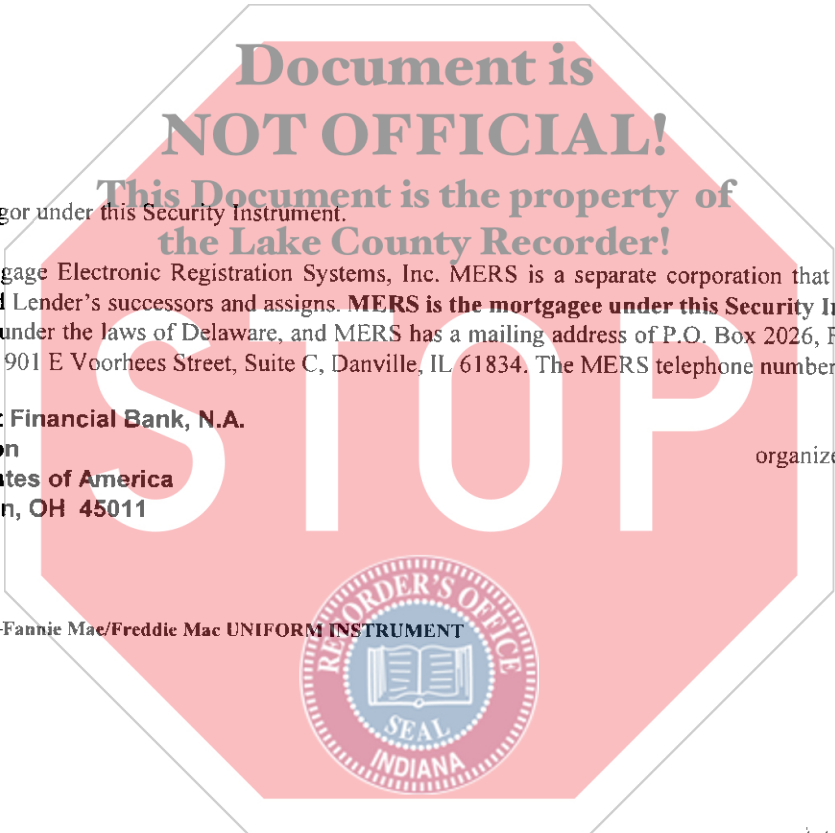 Document is
NOT OFFICIAL!
This Document is the property of
the Lake County Recorder!
gor under this Security Instrument.
gage Electronic Registration Systems, Inc. MERS is a separate corporation that
Lender's successors and assigns. MERS is the mortgagee under this Security
under the laws of Delaware, and MERS has a mailing address of P.O. Box 2026, F
901 E Voorhees Street, Suite C, Danville, IL 61834. The MERS telephone number
STOP
Financial Bank, N.A.
on
organize
ates of America
n, OH 45011
-Fannie Mae/Freddie Mac UNIFORM INSTRUMENT
RECORDER'S OFFICE
SEAL
INDIANA